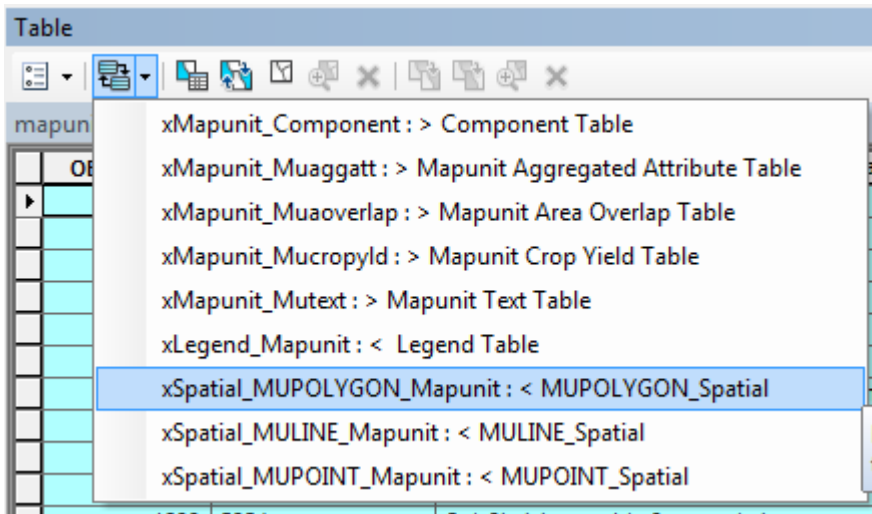 Table
mapun
xMapunit_Component : > Component Table
xMapunit_Muaggatt : > Mapunit Aggregated Attribute Table
xMapunit_Muaoverlap : > Mapunit Area Overlap Table
xMapunit_Mucropyld : > Mapunit Crop Yield Table
xMapunit_Mutext : > Mapunit Text Table
xLegend_Mapunit : < Legend Table
xSpatial_MUPOLYGON_Mapunit : < MUPOLYGON_Spatial
xSpatial_MULINE_Mapunit : < MULINE_Spatial
xSpatial_MUPOINT_Mapunit : < MUPOINT_Spatial